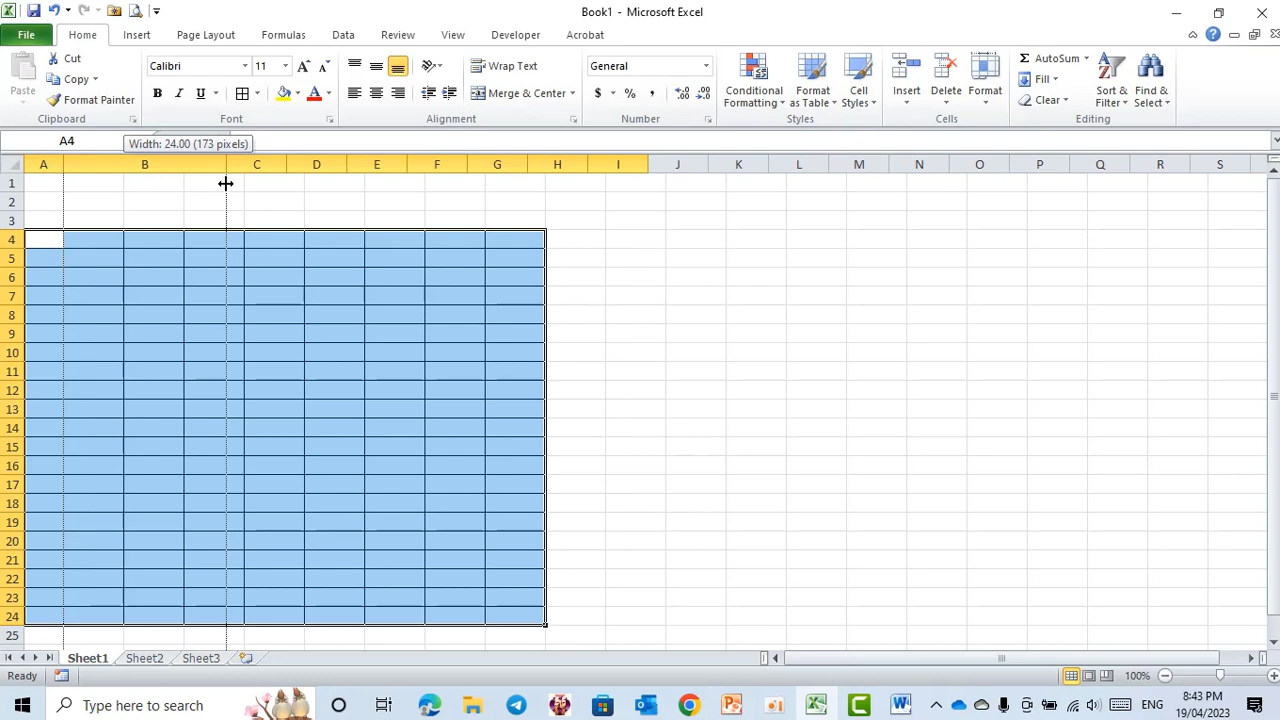 Book1 - Microsoft Excel
File Home Insert Page Layout Formulas Data Review View Developer Acrobat
Paste
Cut
Copy
Format Painter
Clipboard
Calibri 11
B I U
Font
Wrap Text
Merge & Center
Alignment
General
$ % ,
Number
Conditional Formatting
Format as Table
Cell Styles
Styles
Insert Delete Format
Cells
AutoSum
Fill
Clear
Sort & Filter
Find & Select
Editing
A4
Width: 24.00 (173 pixels)
A B C D E F G H I J K L M N O P Q R S
1
2
3
4
5
6
7
8
9
10
11
12
13
14
15
16
17
18
19
20
21
22
23
24
25
Sheet1 Sheet2 Sheet3
Ready
100%
Type here to search
ENG
8:43 PM
19/04/2023